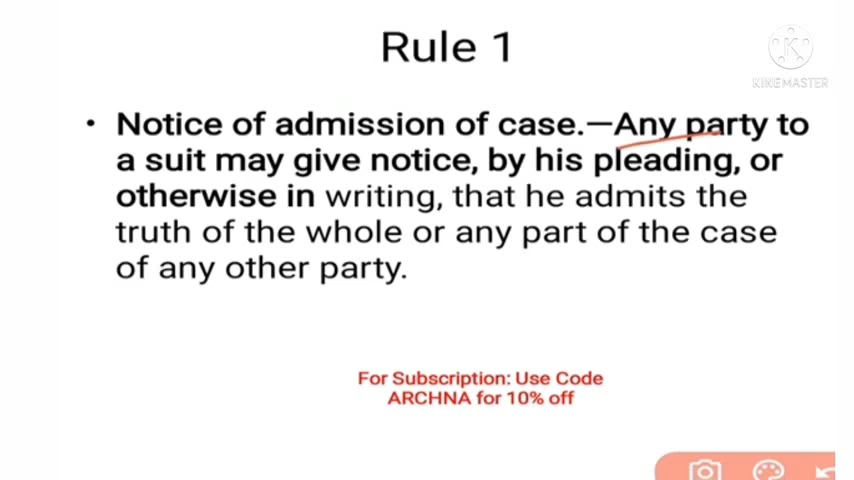 Rule 1
KINEMASTER
• Notice of admission of case.—Any party to
a suit may give notice, by his pleading, or
otherwise in writing, that he admits the
truth of the whole or any part of the case
of any other party.
For Subscription: Use Code
ARCHNA for 10% off